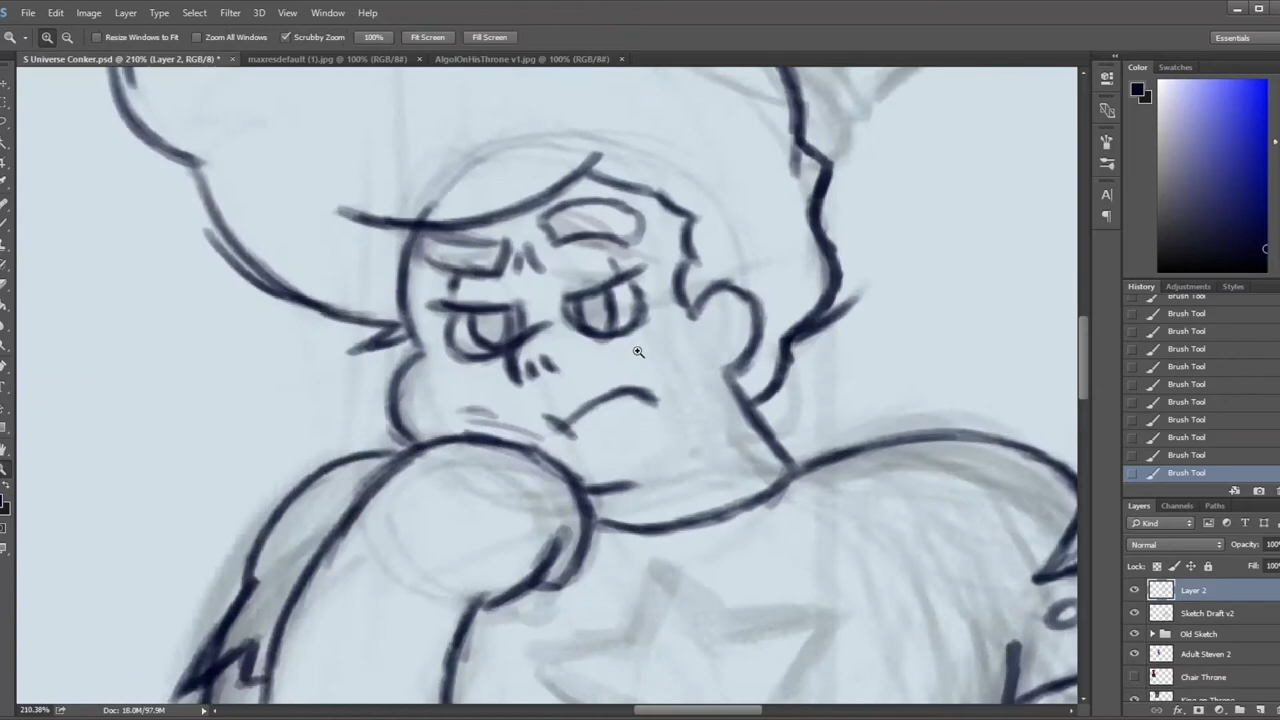 File Edit Image Layer Type Select Filter 3D View Window Help
Resize Windows to Fit Zoom All Windows Scrubby Zoom 100% Fit Screen Fill Screen Essentials
S Universe Conker.psd @ 210% (Layer 2, RGB/8) * × maxresdefault (1).jpg @ 100% (RGB/8#) × AlgolOnHisThrone v1.jpg @ 100% (RGB/8#) ×
Color Swatches
History Adjustments Styles
Brush Tool
Brush Tool
Brush Tool
Brush Tool
Brush Tool
Brush Tool
Brush Tool
Brush Tool
Brush Tool
Brush Tool
Brush Tool
Layers Channels Paths
Kind
Normal Opacity: 100%
Lock: Fill: 100%
Layer 2
Sketch Draft v2
Old Sketch
Adult Steven 2
Chair Throne
King on Throne
210.38% Doc: 18.0M/97.9M